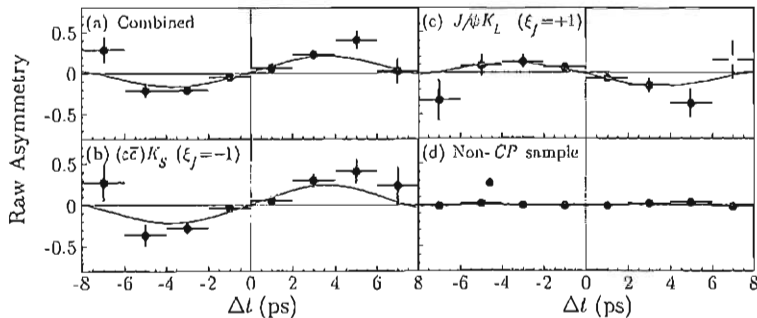 (a) Combined
(c) J/ψK_L (ξ_f=+1)
0.5
0
-0.5
(b) (cc̄)K_S (ξ_f=−1)
(d) Non-CP sample
0.5
0
-0.5
Raw Asymmetry
-8 -6 -4 -2 0 2 4 6 -8 -6 -4 -2 0 2 4 6 8
Δt (ps)
Δt (ps)